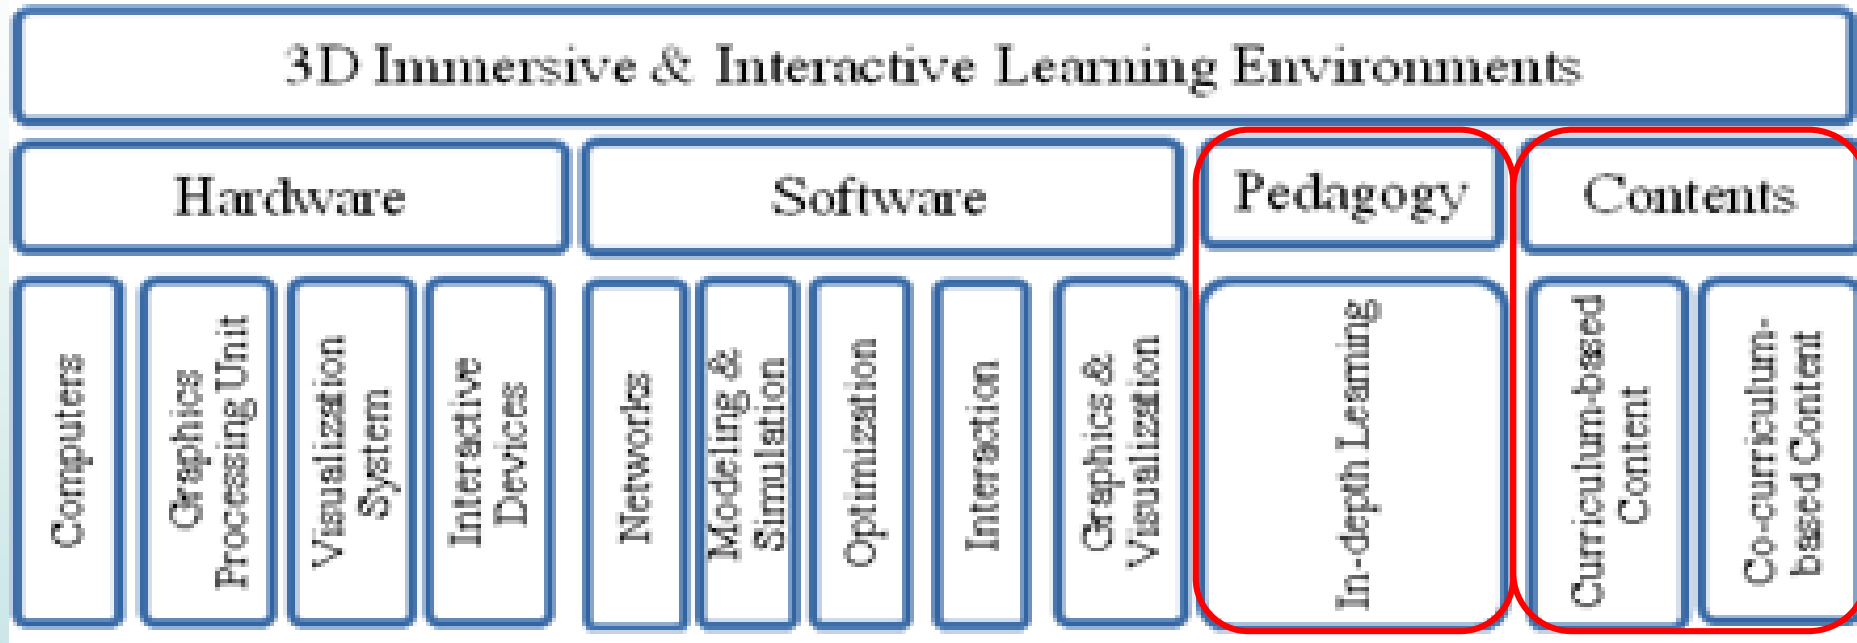 3D Immersive & Interactive Learning Environments
Hardware
Software
Pedagogy
Contents
Computers
Graphics
Processing Unit
Visualization
System
Interactive
Devices
Networks
Modeling &
Simulation
Optimization
Interaction
Graphics &
Visualization
In-depth Learning
Curriculum-based
Content
Co-curriculum-
based Content